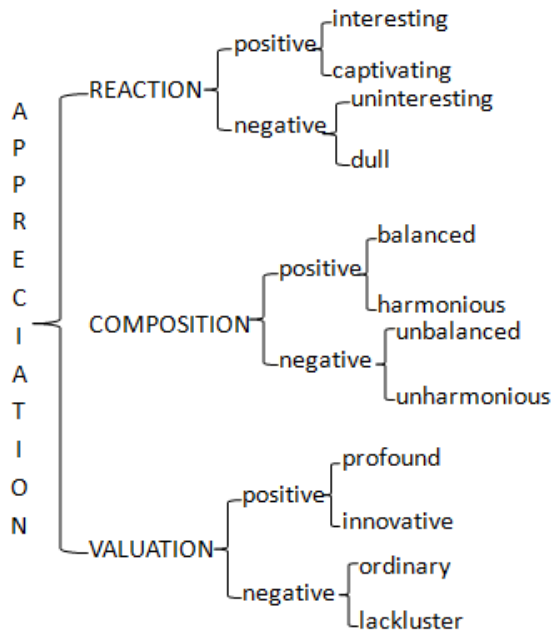 APPRECIATION
REACTION
positive
interesting
captivating
negative
uninteresting
dull
COMPOSITION
positive
balanced
harmonious
negative
unbalanced
unharmonious
VALUATION
positive
profound
innovative
negative
ordinary
lackluster